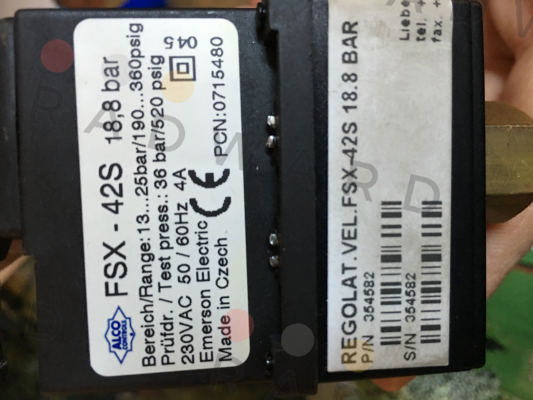 ALCO
CONTROLS
FSX - 42S 18,8 bar
Bereich/Range:13...25bar/190...360psig
Prüfdr. / Test press.: 36 bar/520 psig
230VAC 50 / 60Hz 4A
Emerson Electric
Made in Czech.
PCN:0715480
045
REGOLAT.VEL.FSX-42S 18.8 BAR
P/N 354582
S/N 354582
Liebe
tel. +
fax. +
RADWARD